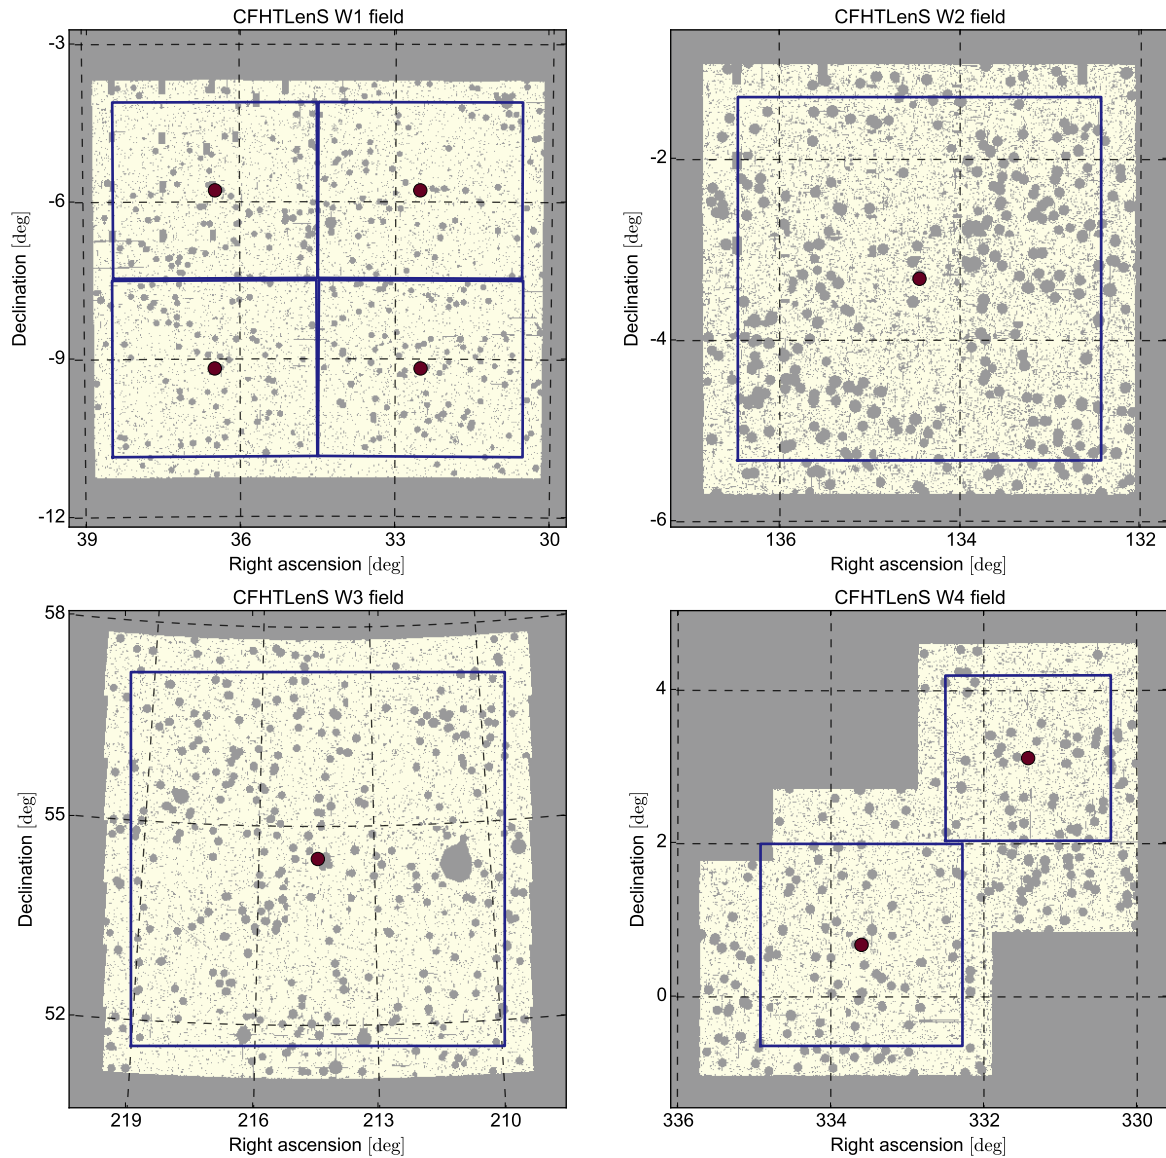 CFHTLenS W1 field
-3
-6
-9
-12
39
36
33
30
Declination [deg]
Right ascension [deg]
CFHTLenS W2 field
-2
-4
-6
136
134
132
Declination [deg]
Right ascension [deg]
CFHTLenS W3 field
58
55
52
219
216
213
210
Declination [deg]
Right ascension [deg]
CFHTLenS W4 field
4
2
0
336
334
332
330
Declination [deg]
Right ascension [deg]